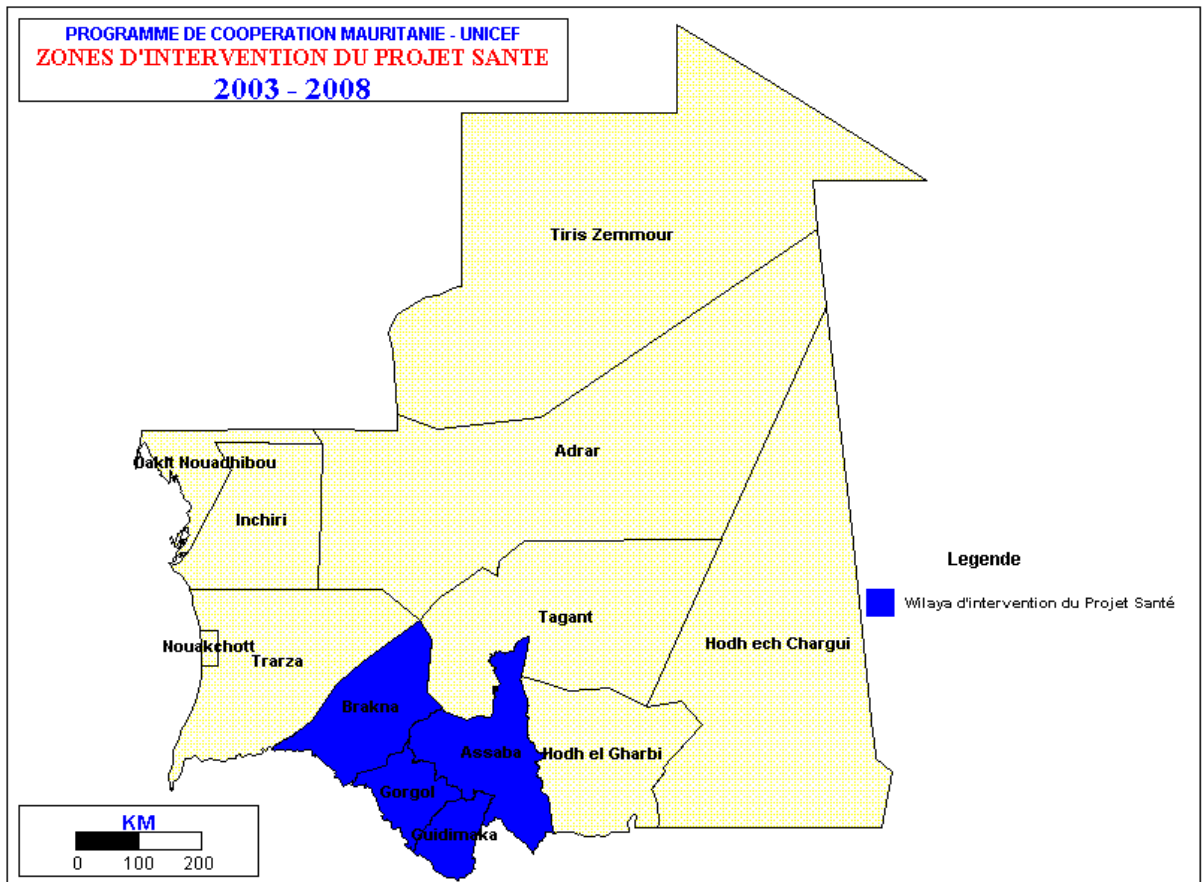 PROGRAMME DE COOPERATION MAURITANIE - UNICEF
ZONES D'INTERVENTION DU PROJET SANTE
2003 - 2008
Tiris Zemmour
Adrar
Daklt Nouadhibou
Inchiri
Legende
Wilaya d'intervention du Projet Santé
Tagant
Hodh ech Chargui
Nouakchott
Trarza
Brakna
Assaba
Hodh el Gharbi
Gorgol
Guidimaka
KM
0 100 200